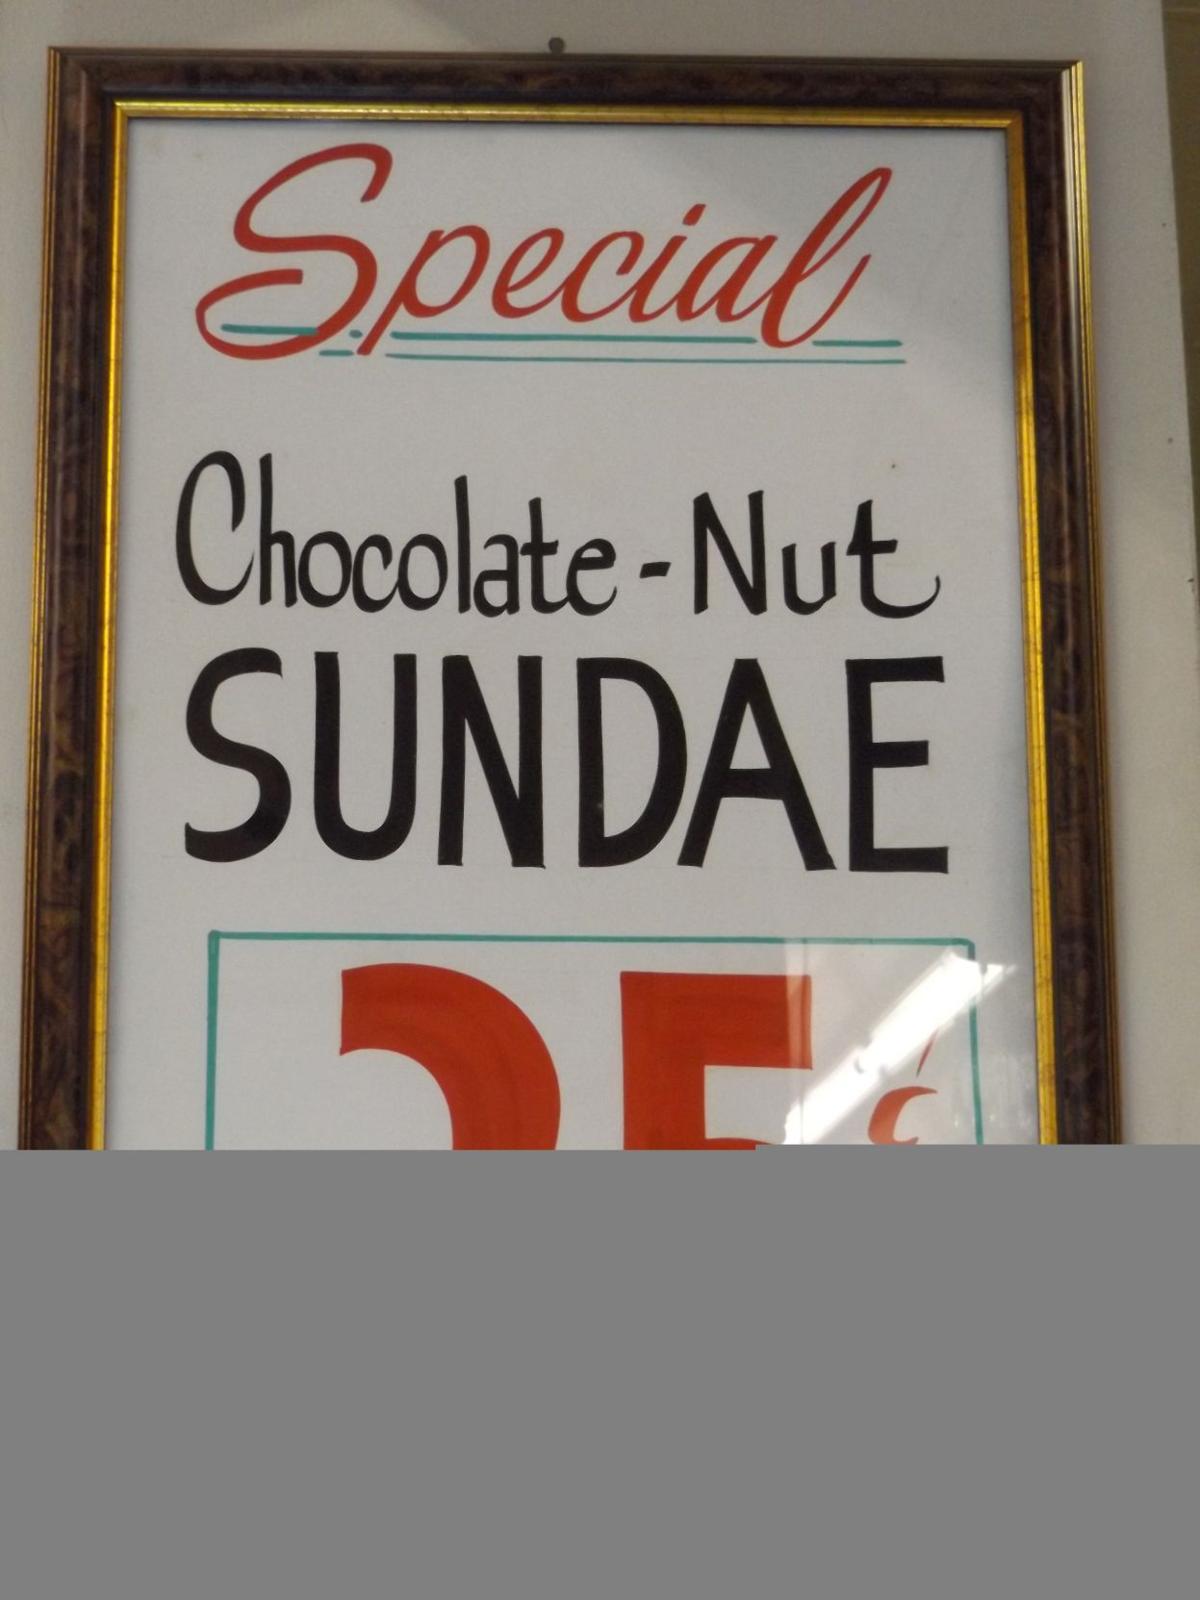 Special
Chocolate - Nut
SUNDAE